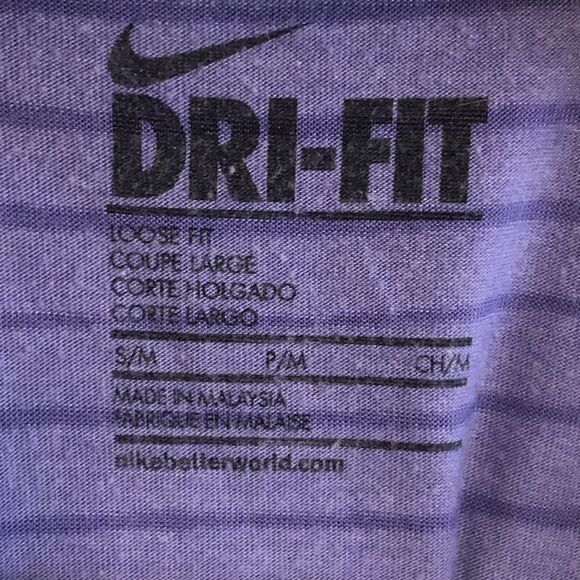 DRI-FIT
LOOSE FIT
COUPE LARGE
CORTE HOLGADO
CORTE LARGO
S/M P/M CH/M
MADE IN MALAYSIA
FABRIQUE EN MALAISE
nikebetterworld.com